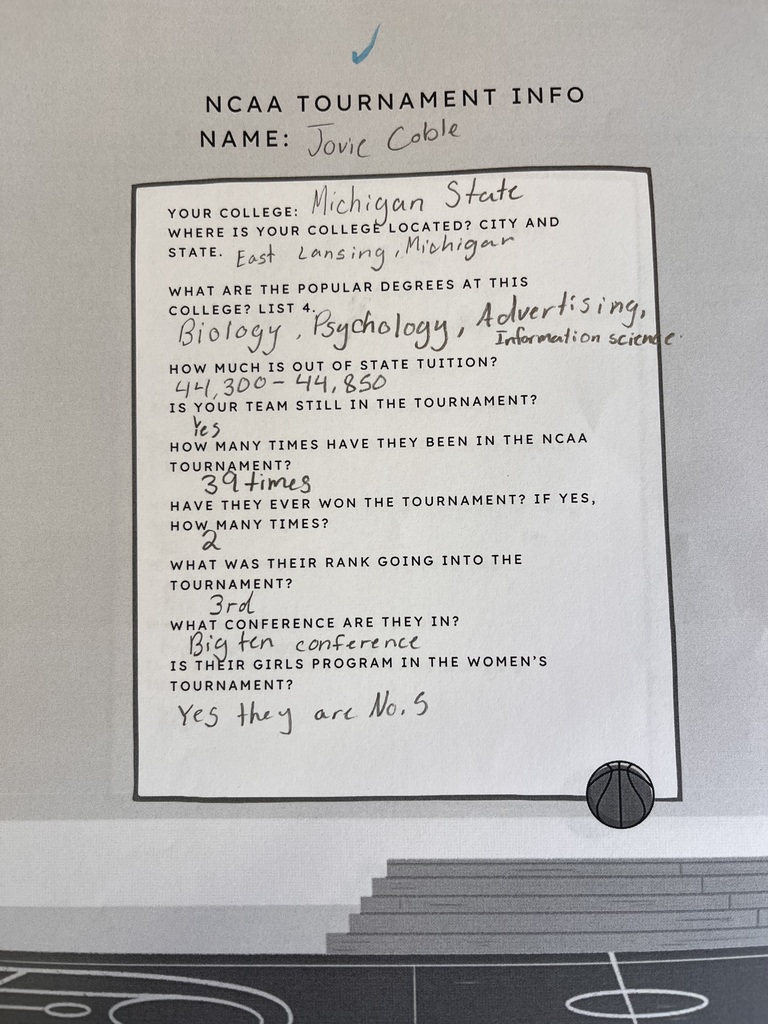 NCAA TOURNAMENT INFO
NAME: Jovie Coble
YOUR COLLEGE: Michigan State
WHERE IS YOUR COLLEGE LOCATED? CITY AND
STATE. East Lansing, Michigan
WHAT ARE THE POPULAR DEGREES AT THIS
COLLEGE? LIST 4.
Biology, Psychology, Advertising,
Information science.
HOW MUCH IS OUT OF STATE TUITION?
44,300-44,850
IS YOUR TEAM STILL IN THE TOURNAMENT?
Yes
HOW MANY TIMES HAVE THEY BEEN IN THE NCAA
TOURNAMENT?
39 times
HAVE THEY EVER WON THE TOURNAMENT? IF YES,
HOW MANY TIMES?
2
WHAT WAS THEIR RANK GOING INTO THE
TOURNAMENT?
3rd
WHAT CONFERENCE ARE THEY IN?
Big ten conference
IS THEIR GIRLS PROGRAM IN THE WOMEN'S
TOURNAMENT?
Yes they are No. 5